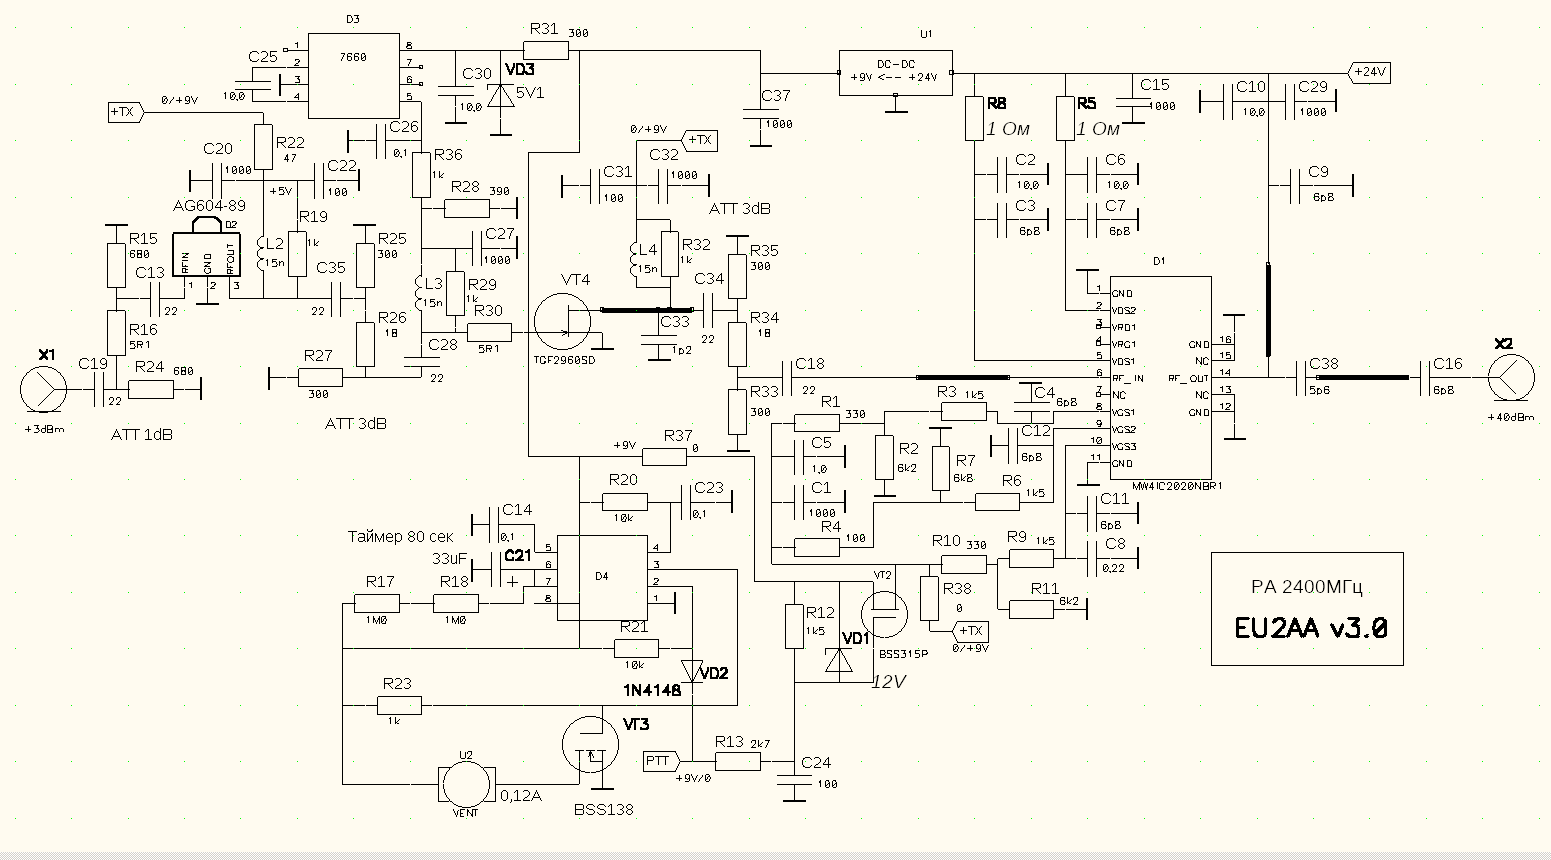 D3
7660
1
2
3
4
8
7
6
5
C25
10,0
+TX
0/+9V
R22
47
C20
1000
C22
100
+5V
AG604-89
D2
RFIN
GND
RFOUT
1
2
3
R15
680
C13
22
R16
5R1
X1
C19
22
R24
680
+3dBm
ATT 1dB
L2
15n
R19
1k
C35
22
R25
300
R26
18
R27
300
ATT 3dB
C26
0,1
R36
1k
R28
390
C27
1000
L3
15n
R29
1k
R30
5R1
C28
22
C30
10,0
VD3
5V1
R31
300
VT4
TGF2960SD
0/+9V
+TX
C31
100
C32
1000
L4
15n
R32
1k
C33
1p2
C34
22
ATT 3dB
R35
300
R34
18
R33
300
C18
22
C37
1000
U1
DC-DC
+9V <-- +24V
R8
1 Ом
R5
1 Ом
C15
1000
C10
10,0
C29
1000
+24V
C2
10,0
C3
6p8
C6
10,0
C7
6p8
C9
6p8
D1
1 GND
2 VDS2
3 VRD1
4 VRG1
5 VDS1
6 RF_IN
7 NC
8 VGS1
9 VGS2
10 VGS3
11 GND
GND 16
NC 15
RF_OUT 14
NC 13
GND 12
MW4IC2020NBR1
C38
5p6
C16
6p8
X2
+40dBm
R1
330
R3
1k5
C4
6p8
C5
1,0
R2
6k2
R7
6k8
C12
6p8
C1
1000
R6
1k5
R4
100
C11
6p8
C8
0,22
R10
330
R9
1k5
R11
6k2
R38
0
+TX
0/+9V
VT2
BSS315P
R12
1k5
VD1
12V
+9V
R37
0
R20
10k
C23
0,1
C14
0,1
Таймер 80 сек
33uF
C21
+
D4
5
6
7
8
4
3
2
1
R17
1M0
R18
1M0
R21
10k
VD2
1N4148
R23
1k
VT3
BSS138
U2
VENT
0,12A
PTT
+9V/0
R13
2k7
C24
100
РА 2400МГц
EU2AA v3.0